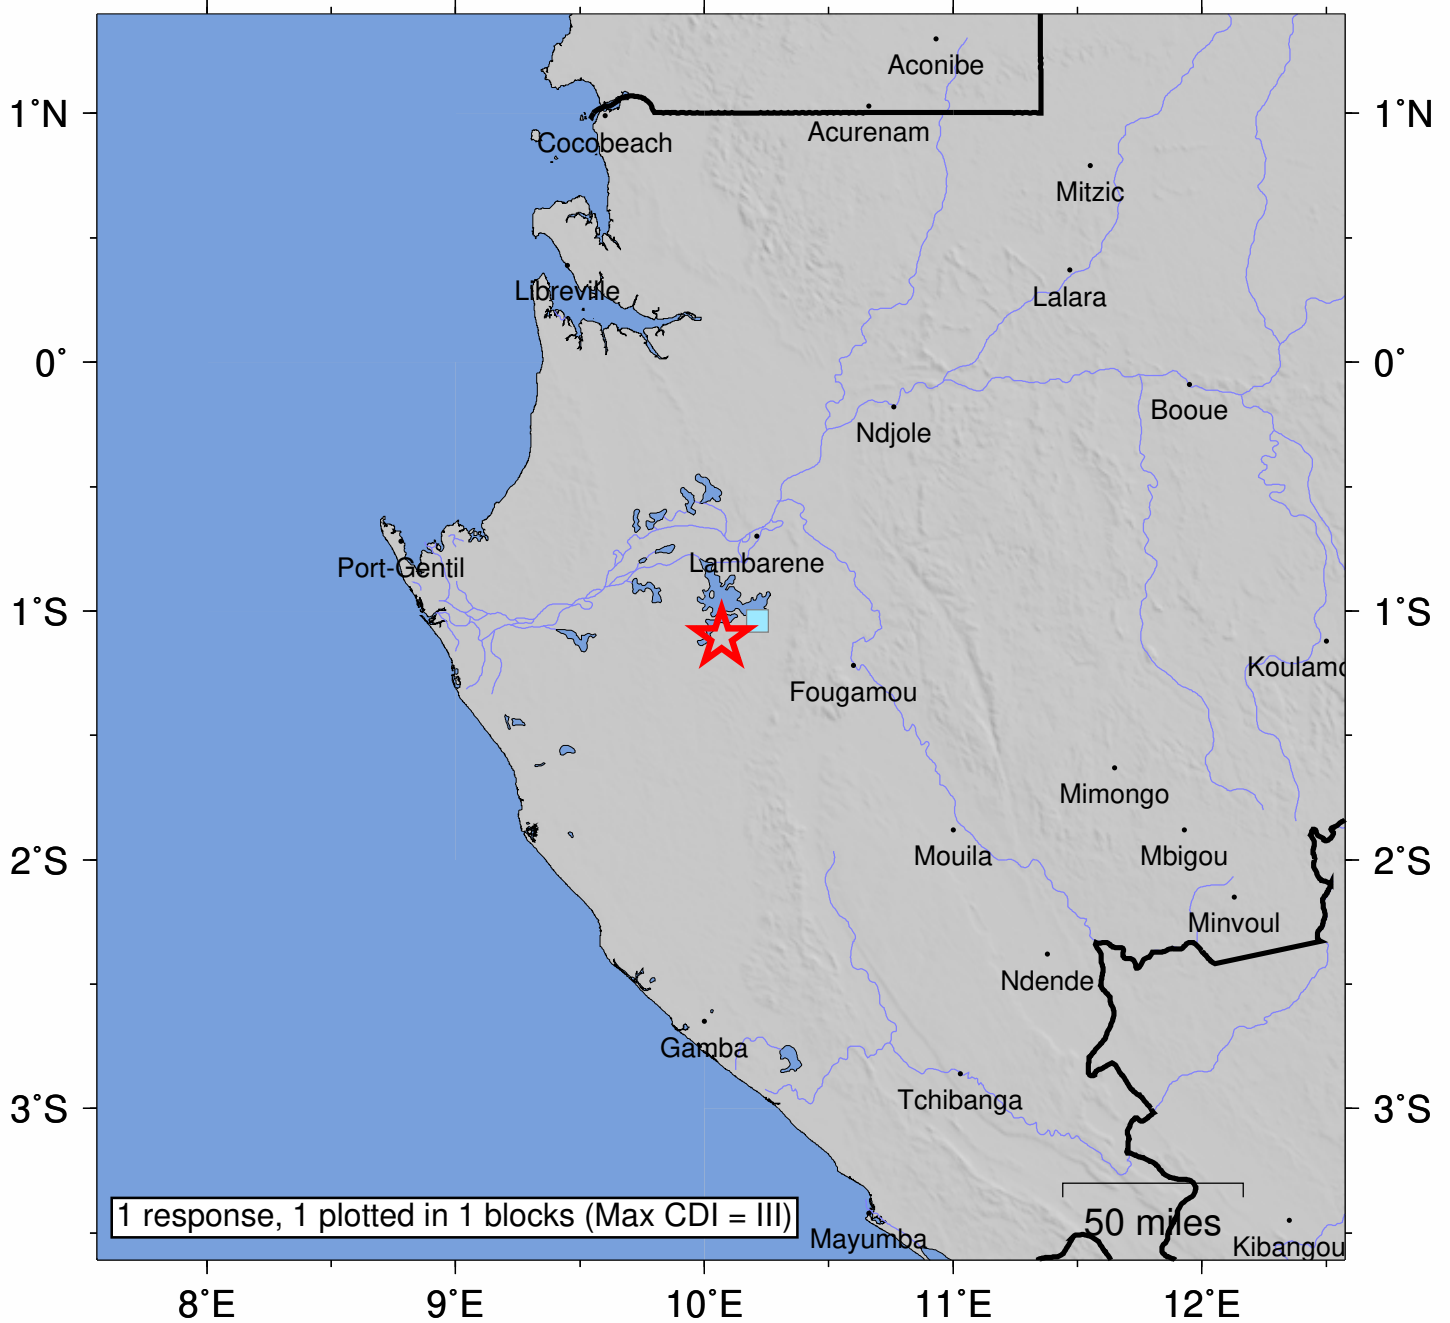 Aconibe
1°N
1°N
Acurenam
Cocobeach
Mitzic
Libreville
Lalara
0°
0°
Booue
Ndjole
Lambarene
Port-Gentil
1°S
1°S
Koulamo
Fougamou
Mimongo
Mouila
Mbigou
2°S
2°S
Minvoul
Ndende
Gamba
Tchibanga
3°S
3°S
1 response, 1 plotted in 1 blocks (Max CDI = III)
50 miles
Mayumba
Kibangou
8°E
9°E
10°E
11°E
12°E